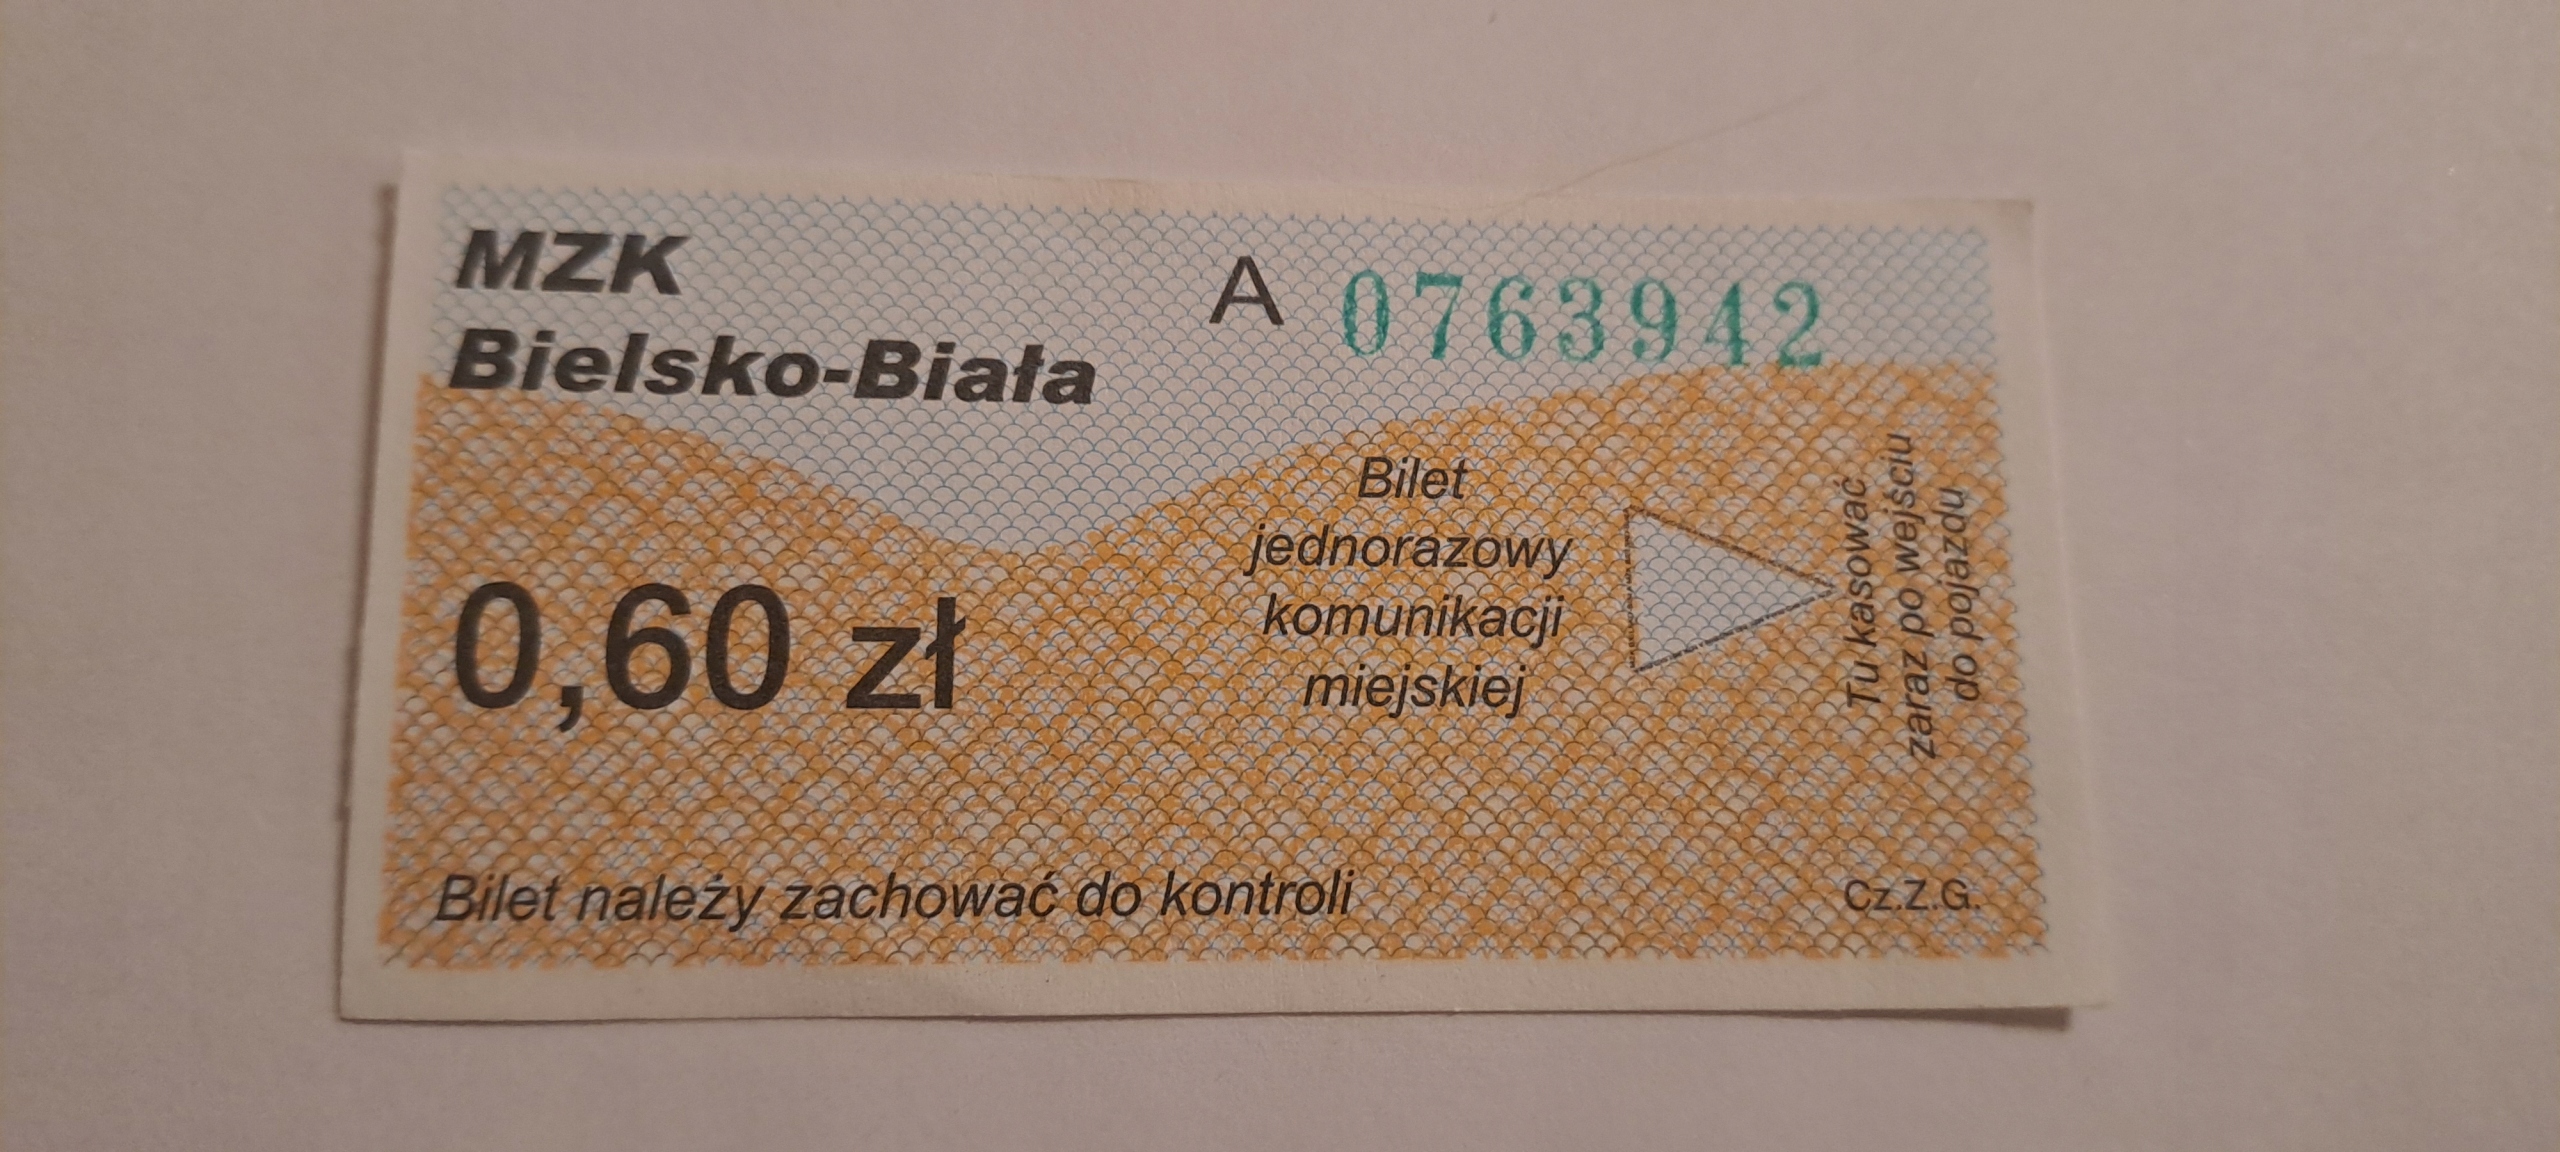 MZK
Bielsko-Biała
A 0763942
0,60 zł
Bilet
jednorazowy
komunikacji
miejskiej
Tu kasować
zaraz po wejściu
do pojazdu
Bilet należy zachować do kontroli
Cz.Z.G.